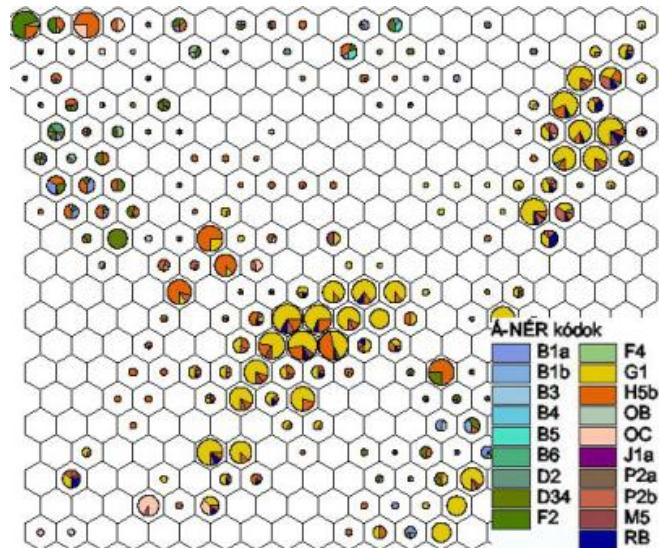 Á-NÉR kódok
B1a F4
B1b G1
B3 H5b
B4 OB
B5 OC
B6 J1a
D2 P2a
D34 P2b
F2 M5
RB